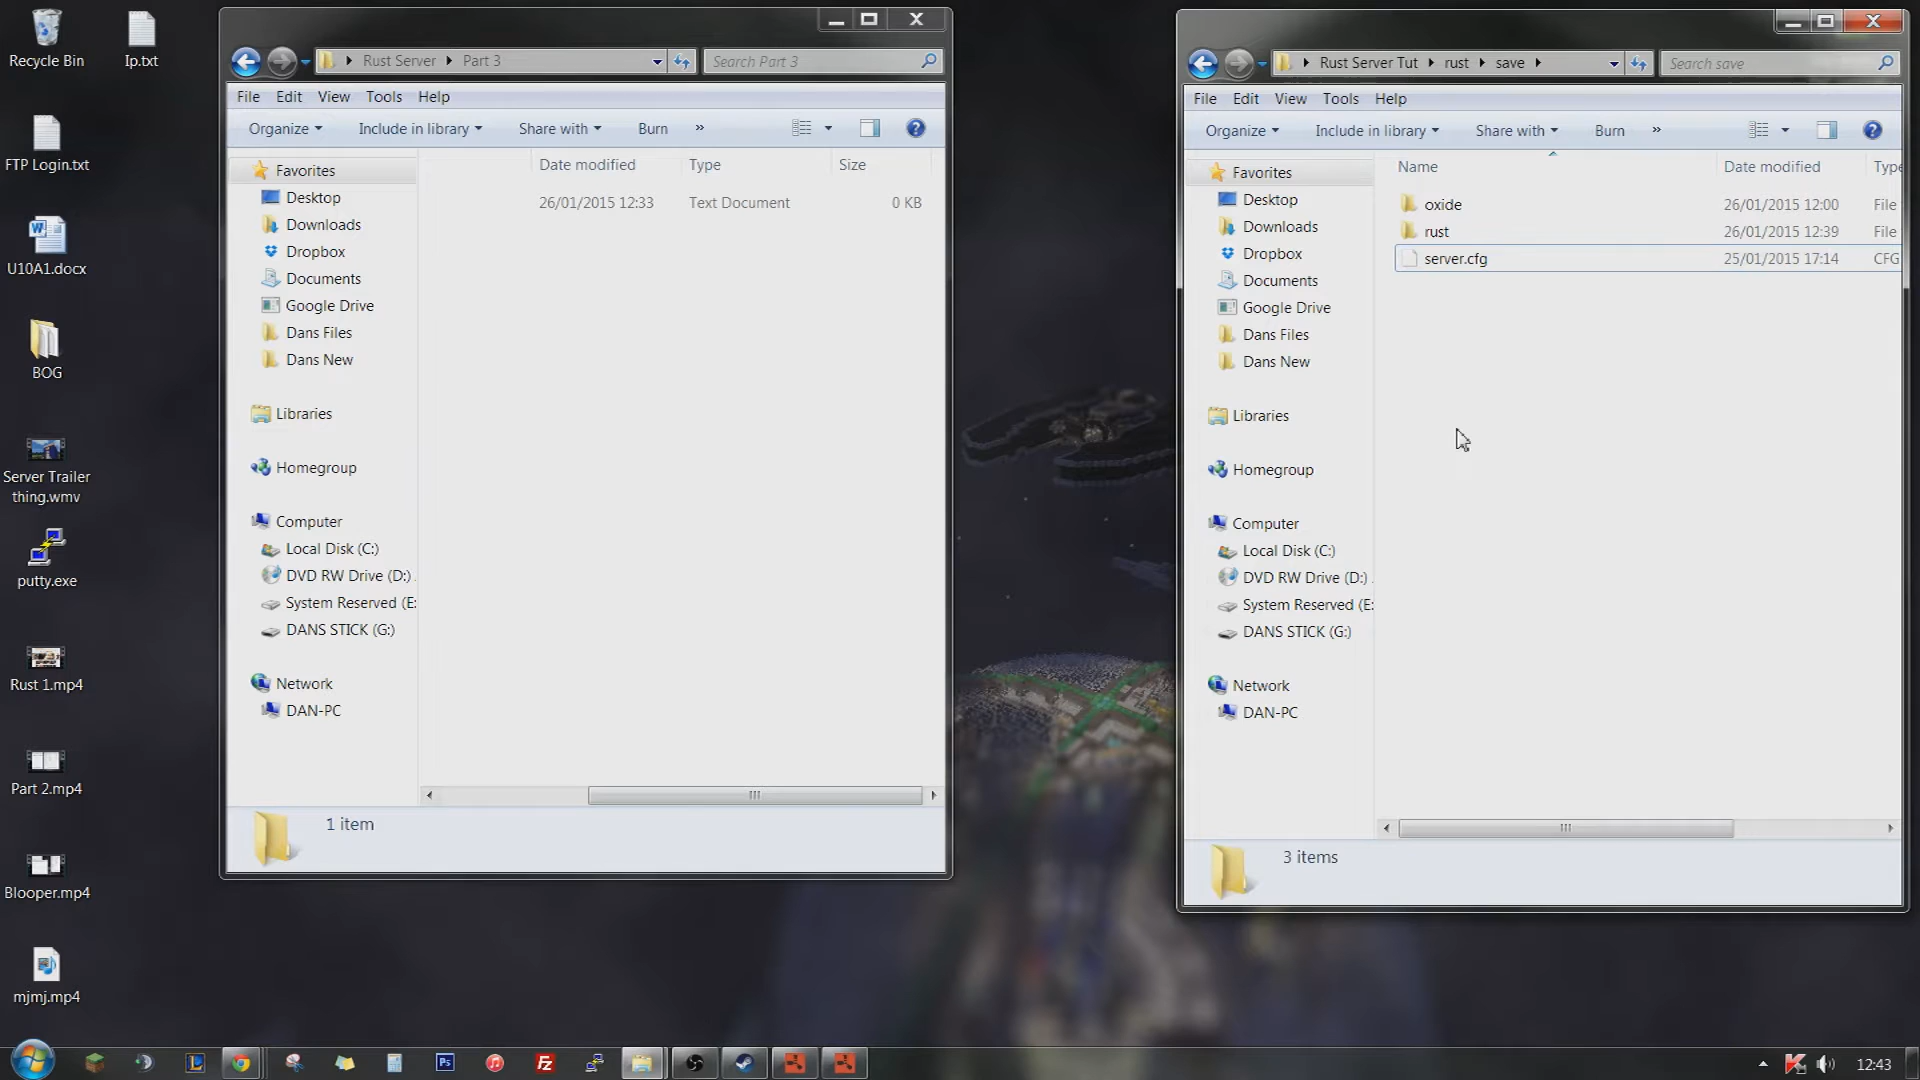 Recycle Bin
Ip.txt
FTP Login.txt
U10A1.docx
BOG
Server Trailer
thing.wmv
putty.exe
Rust 1.mp4
Part 2.mp4
Blooper.mp4
mjmj.mp4
Rust Server Part 3
Search Part 3
File Edit View Tools Help
Organize Include in library Share with Burn »
Date modified Type Size
26/01/2015 12:33 Text Document 0 KB
Favorites
Desktop
Downloads
Dropbox
Documents
Google Drive
Dans Files
Dans New
Libraries
Homegroup
Computer
Local Disk (C:)
DVD RW Drive (D:)
System Reserved (E:
DANS STICK (G:)
Network
DAN-PC
1 item
Rust Server Tut rust save
Search save
File Edit View Tools Help
Organize Include in library Share with Burn »
Name Date modified Type
oxide 26/01/2015 12:00 File
rust 26/01/2015 12:39 File
server.cfg 25/01/2015 17:14 CFG
Favorites
Desktop
Downloads
Dropbox
Documents
Google Drive
Dans Files
Dans New
Libraries
Homegroup
Computer
Local Disk (C:)
DVD RW Drive (D:)
System Reserved (E:
DANS STICK (G:)
Network
DAN-PC
3 items
Ps
Fz
12:43